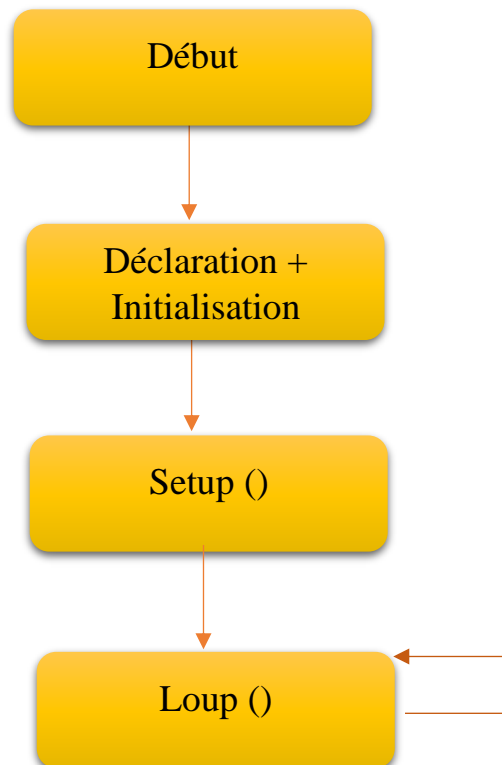 Début
Déclaration +
Initialisation
Setup ()
Loup ()